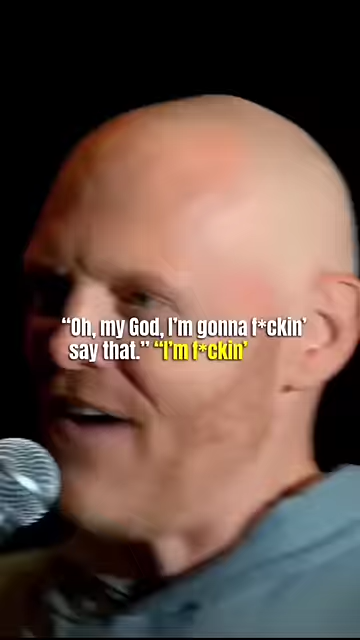 “Oh, my God, I’m gonna f*ckin’
say that.” “I’m f*ckin’